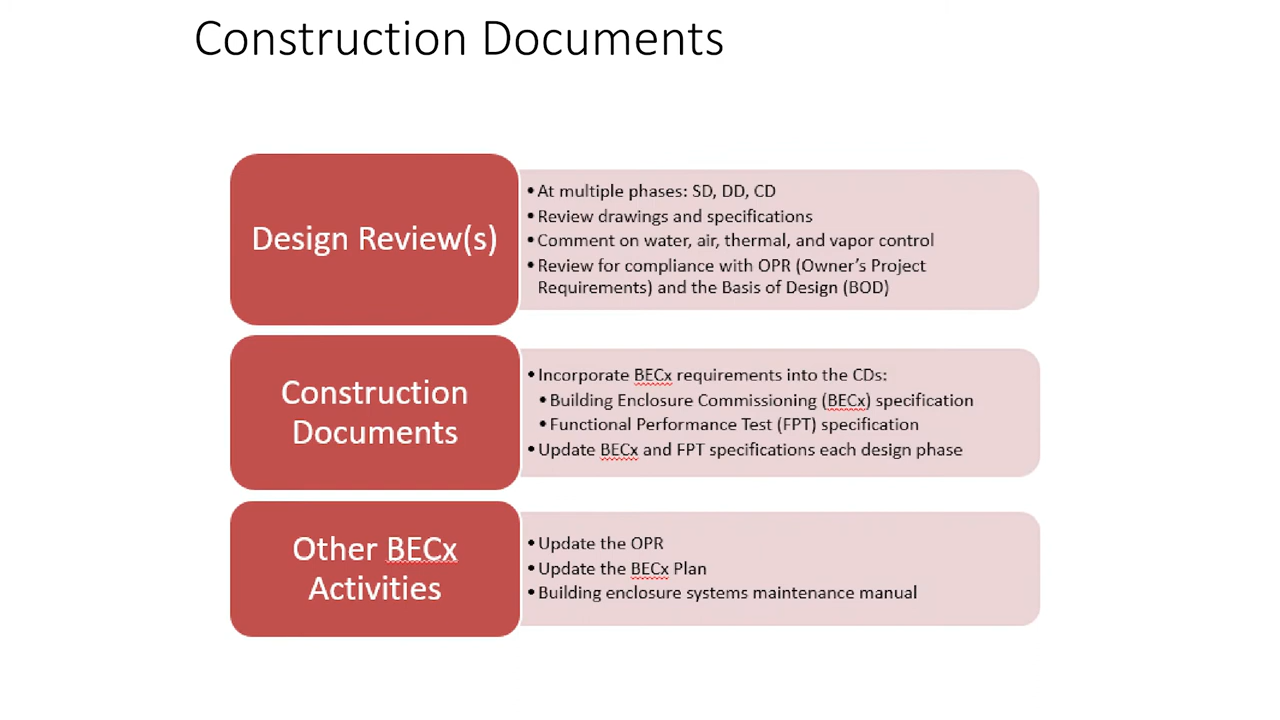 Construction Documents
Design Review(s)
• At multiple phases: SD, DD, CD
• Review drawings and specifications
• Comment on water, air, thermal, and vapor control
• Review for compliance with OPR (Owner’s Project
Requirements) and the Basis of Design (BOD)
Construction
Documents
• Incorporate BECx requirements into the CDs:
• Building Enclosure Commissioning (BECx) specification
• Functional Performance Test (FPT) specification
• Update BECx and FPT specifications each design phase
Other BECx
Activities
• Update the OPR
• Update the BECx Plan
• Building enclosure systems maintenance manual